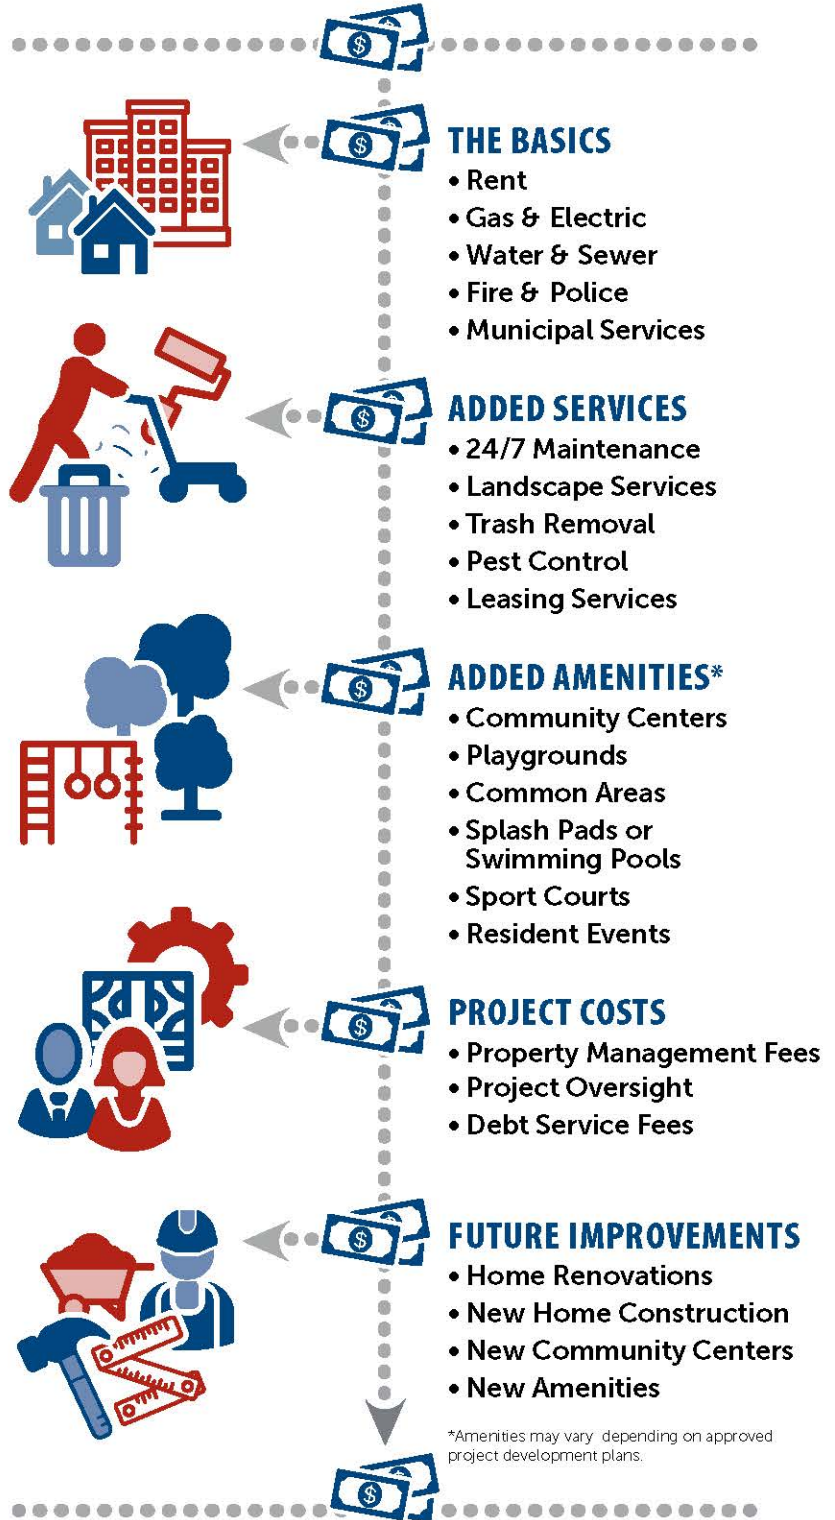 THE BASICS
• Rent
• Gas & Electric
• Water & Sewer
• Fire & Police
• Municipal Services
ADDED SERVICES
• 24/7 Maintenance
• Landscape Services
• Trash Removal
• Pest Control
• Leasing Services
ADDED AMENITIES*
• Community Centers
• Playgrounds
• Common Areas
• Splash Pads or
Swimming Pools
• Sport Courts
• Resident Events
PROJECT COSTS
• Property Management Fees
• Project Oversight
• Debt Service Fees
FUTURE IMPROVEMENTS
• Home Renovations
• New Home Construction
• New Community Centers
• New Amenities
*Amenities may vary depending on approved
project development plans.